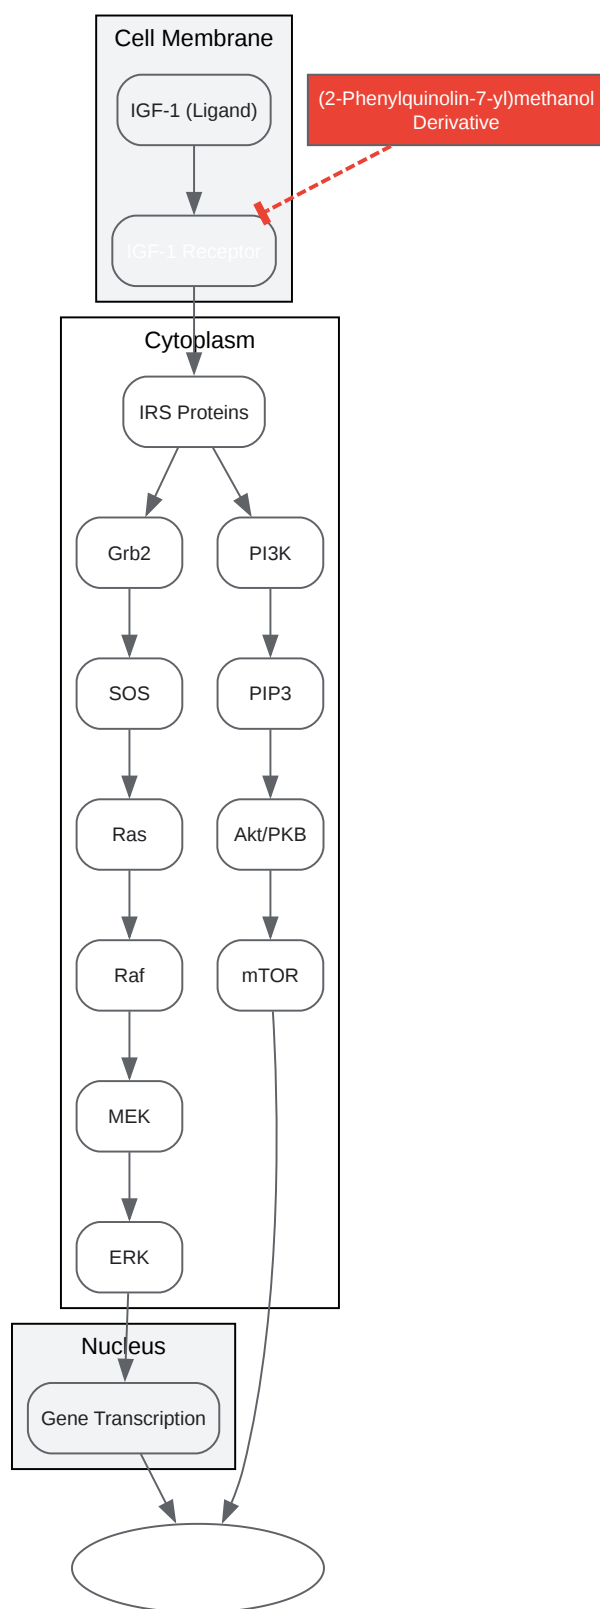 Cell Membrane
IGF-1 (Ligand)
(2-Phenylquinolin-7-yl)methanol
Derivative
IGF-1 Receptor
Cytoplasm
IRS Proteins
Grb2
PI3K
SOS
PIP3
Ras
Akt/PKB
Raf
mTOR
MEK
ERK
Nucleus
Gene Transcription